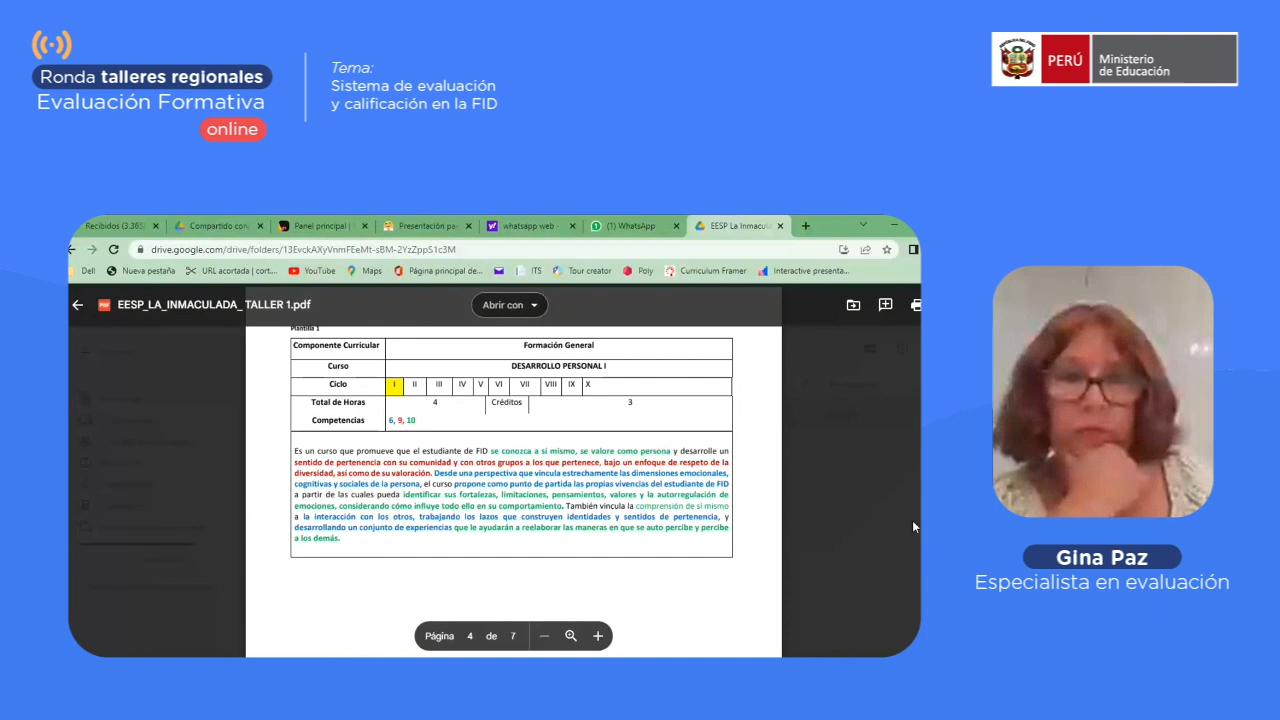 Ronda talleres regionales
Evaluación Formativa
online
Tema:
Sistema de evaluación
y calificación en la FID
PERÚ
Ministerio
de Educación
Recibidos (3.365)
Compartido con
Panel principal |
Presentación pa
whatsapp web -
(1) WhatsApp
EESP La Inmacula
drive.google.com/drive/folders/13EvckAXyVnmFEeMt-sBM-2YzZppS1c3M
Dell
Nueva pestaña
URL acortada | cort...
YouTube
Maps
Página principal de...
ITS
Tour creator
Poly
Curriculum Framer
Interactive presenta...
EESP_LA_INMACULADA_ TALLER 1.pdf
Abrir con
Plantilla 1
Componente Curricular Formación General
Curso DESARROLLO PERSONAL I
Ciclo I II III IV V VI VII VIII IX X
Total de Horas 4 Créditos 3
Competencias 6, 9, 10
Es un curso que promueve que el estudiante de FID se conozca a sí mismo, se valore como persona y desarrolle un
sentido de pertenencia con su comunidad y con otros grupos a los que pertenece, bajo un enfoque de respeto de la
diversidad, así como de su valoración. Desde una perspectiva que vincula estrechamente las dimensiones emocionales,
cognitivas y sociales de la persona, el curso propone como punto de partida las propias vivencias del estudiante de FID
a partir de las cuales pueda identificar sus fortalezas, limitaciones, pensamientos, valores y la autorregulación de
emociones, considerando cómo influye todo ello en su comportamiento. También vincula la comprensión de sí mismo
a la interacción con los otros, trabajando los lazos que construyen identidades y sentidos de pertenencia, y
desarrollando un conjunto de experiencias que le ayudarán a reelaborar las maneras en que se auto percibe y percibe
a los demás.
Página 4 de 7
Gina Paz
Especialista en evaluación